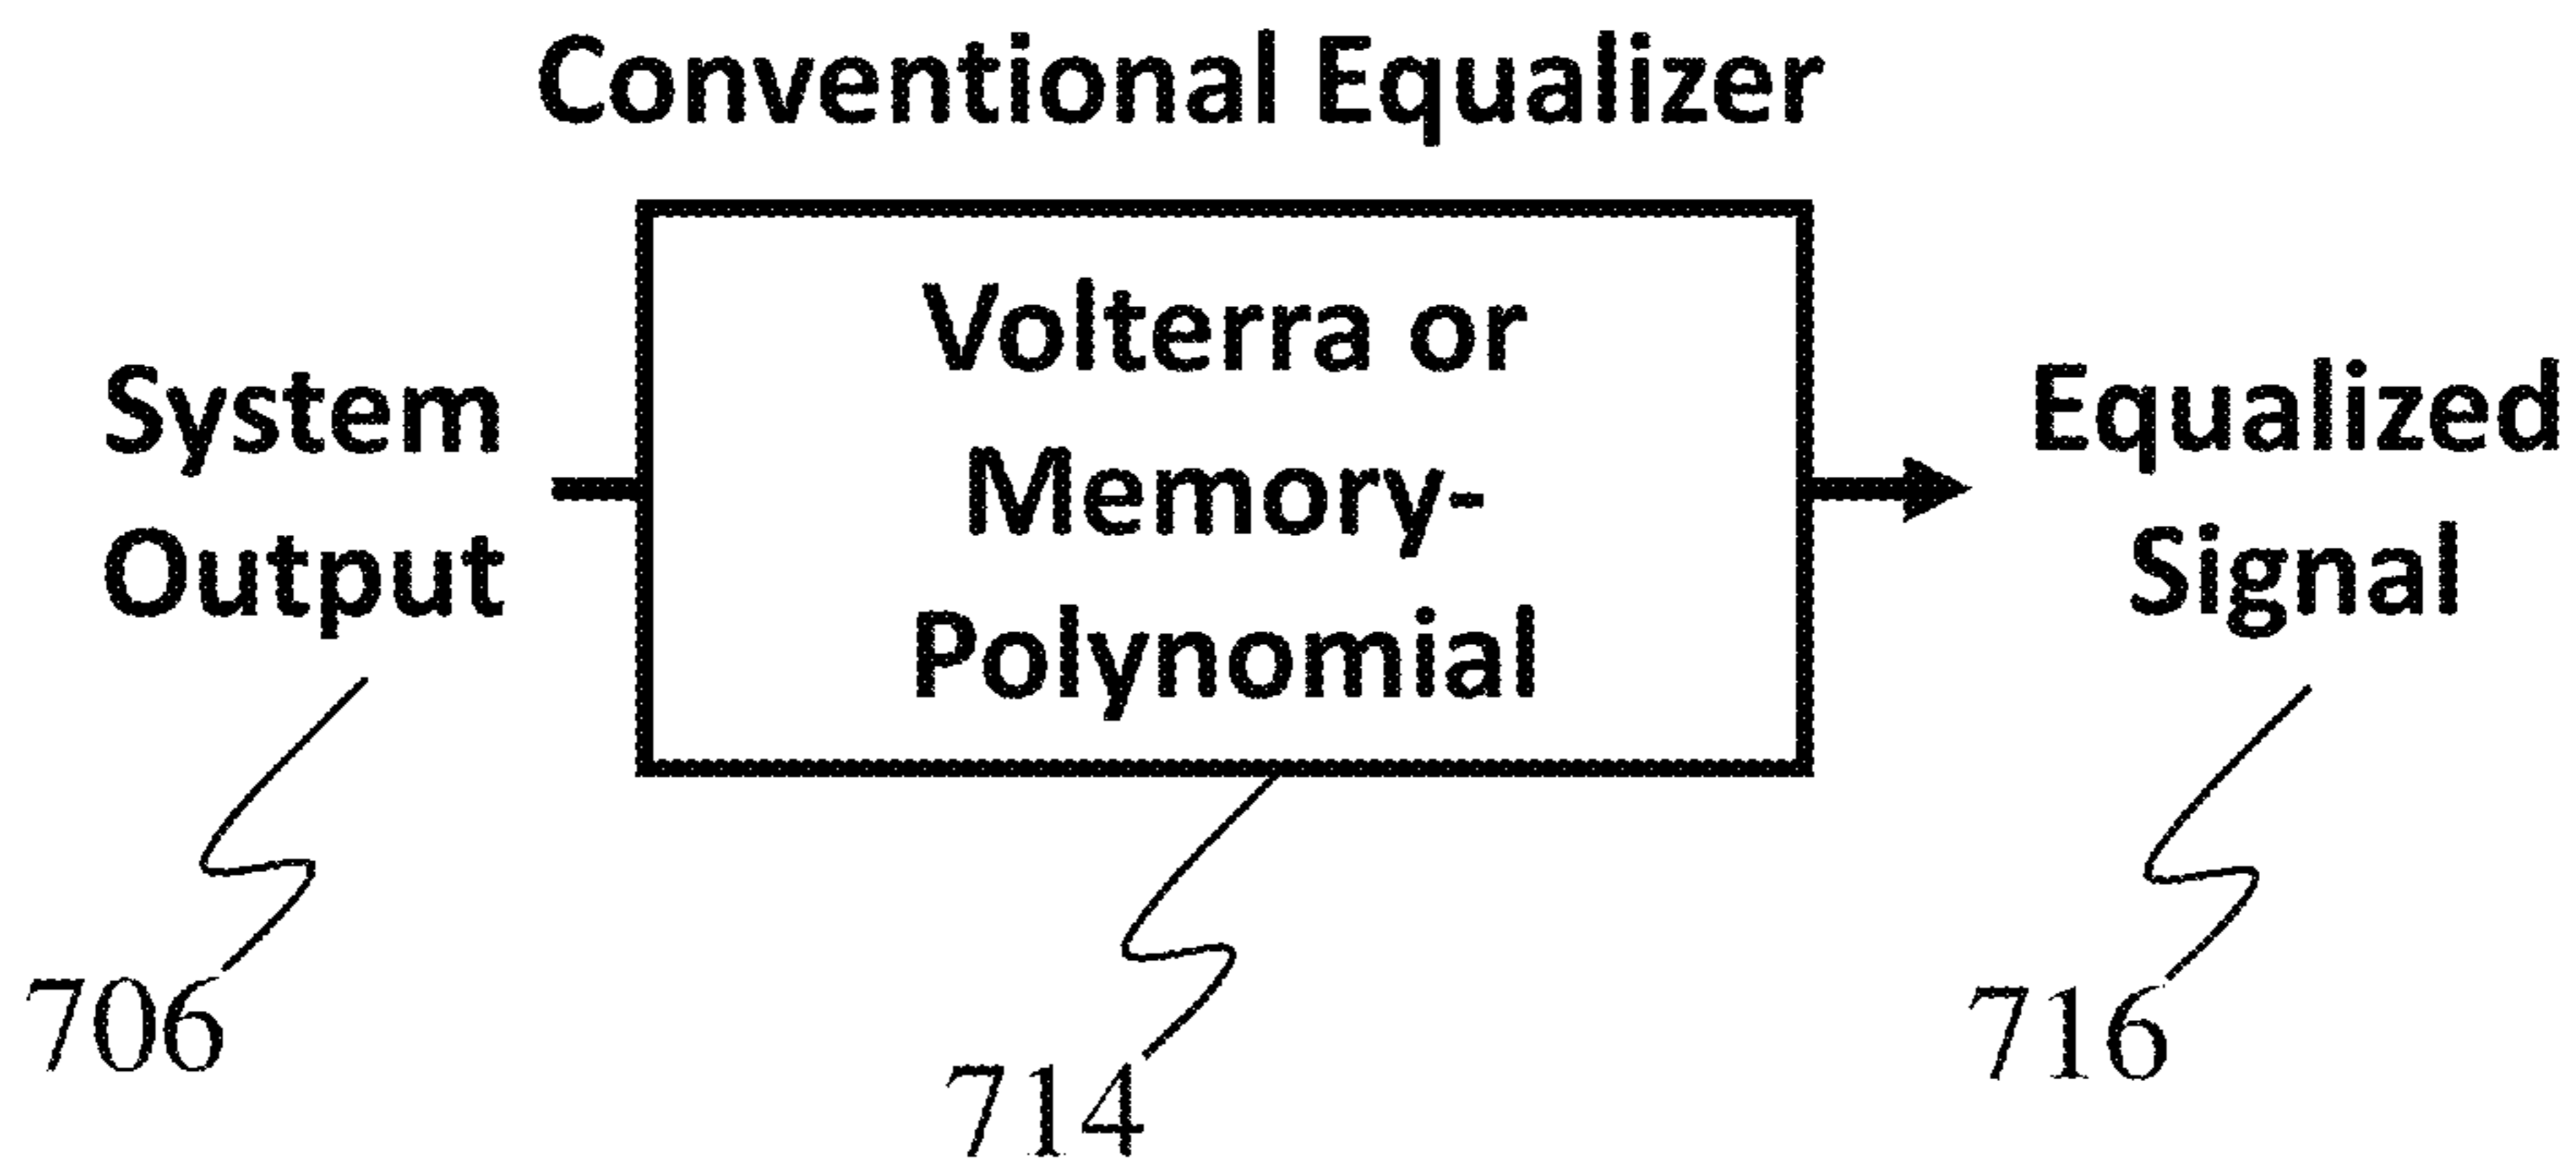 Conventional Equalizer
System
Output
Volterra or
Memory-
Polynomial
Equalized
Signal
706
714
716